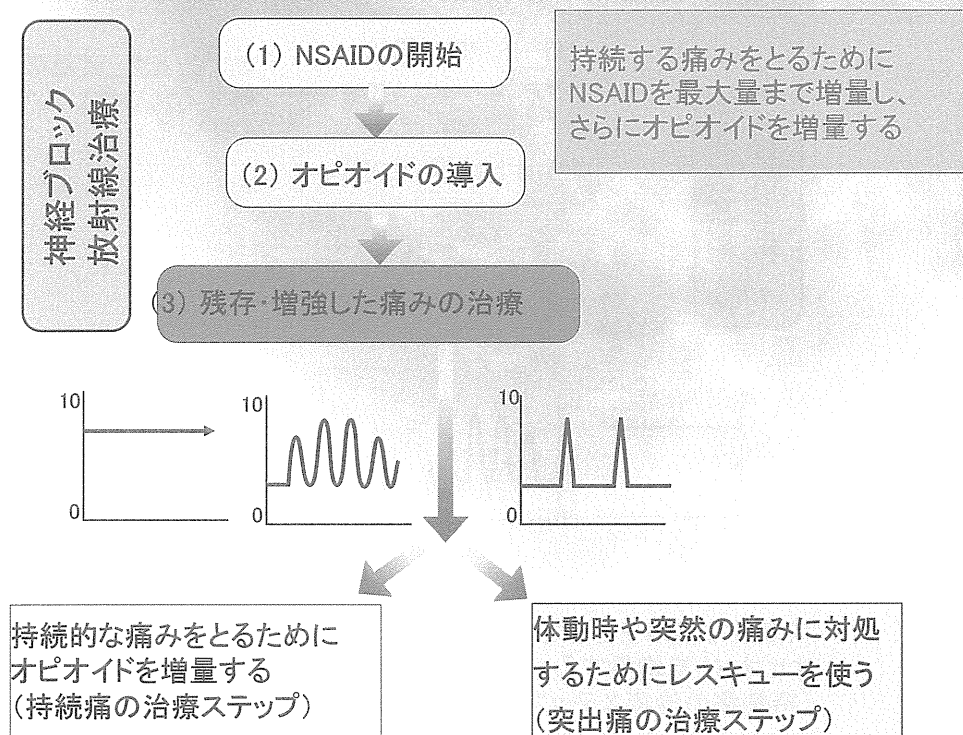 神経ブロック
放射線治療
(1) NSAIDの開始
持続する痛みをとるために
NSAIDを最大量まで増量し、
さらにオピオイドを増量する
(2) オピオイドの導入
(3) 残存・増強した痛みの治療
10
0
10
0
10
0
持続的な痛みをとるために
オピオイドを増量する
(持続痛の治療ステップ)
体動時や突然の痛みに対処
するためにレスキューを使う
(突出痛の治療ステップ)